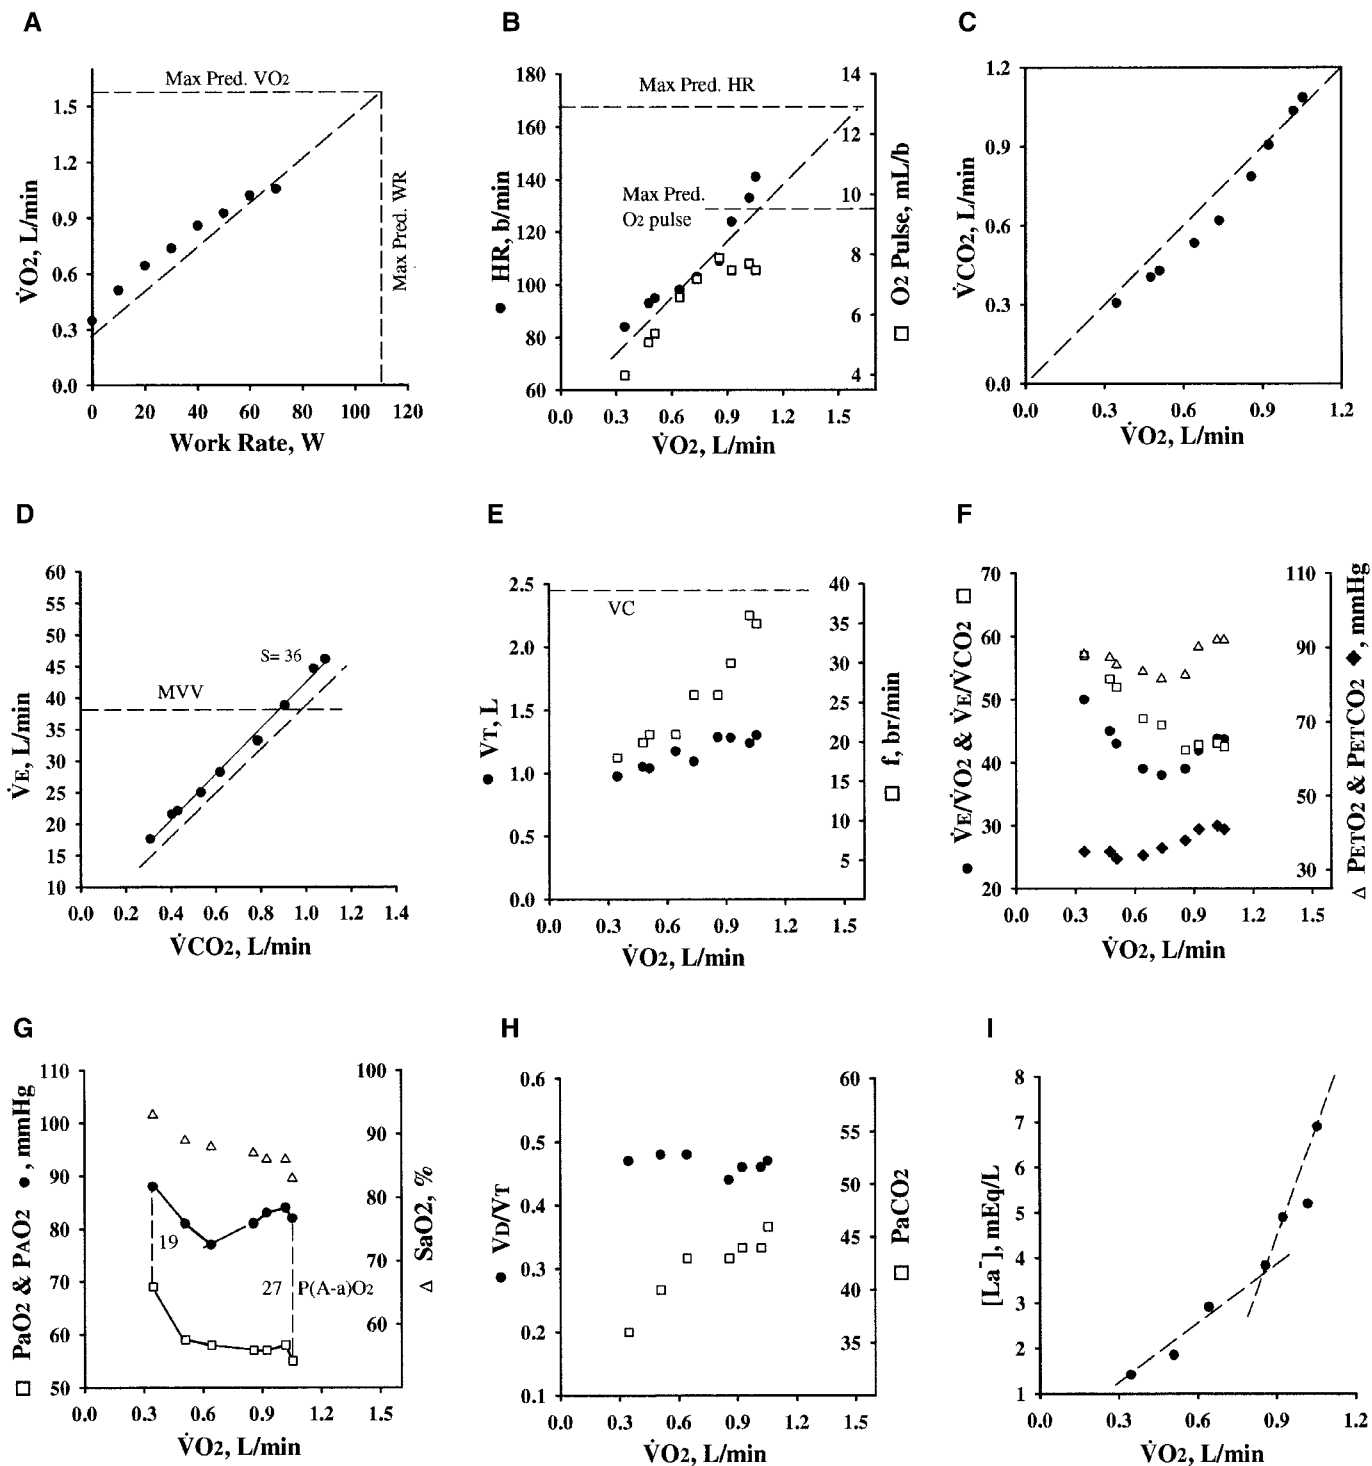 A
Max Pred. VO2
1.5
1.2
0.9
0.6
0.3
0.0
V̇O2, L/min
Max Pred. WR
0 20 40 60 80 100 120
Work Rate, W
B
180
160
140
120
100
80
60
● HR, b/min
Max Pred. HR
Max Pred.
O2 pulse
14
12
10
8
6
4
□ O2 Pulse, mL/b
0.0 0.3 0.6 0.9 1.2 1.5
V̇O2, L/min
C
1.2
0.9
0.6
0.3
0.0
V̇CO2, L/min
0.0 0.3 0.6 0.9 1.2
V̇O2, L/min
D
60
55
50
45
40
35
30
25
20
15
10
V̇E, L/min
S= 36
MVV
0.0 0.2 0.4 0.6 0.8 1.0 1.2 1.4
V̇CO2, L/min
E
2.5
2.0
1.5
1.0
0.5
0.0
● VT, L
VC
40
35
30
25
20
15
10
5
□ f, br/min
0.0 0.3 0.6 0.9 1.2 1.5
V̇O2, L/min
F
70
60
50
40
30
20
● V̇E/V̇O2 & V̇E/V̇CO2 □
110
90
70
50
30
△ PETO2 & PETCO2 ◆, mmHg
0.0 0.3 0.6 0.9 1.2 1.5
V̇O2, L/min
G
110
100
90
80
70
60
50
□ PaO2 & PAO2 ●, mmHg
19
27 P(A-a)O2
100
90
80
70
60
△ SaO2, %
0.0 0.3 0.6 0.9 1.2 1.5
V̇O2, L/min
H
0.6
0.5
0.4
0.3
0.2
0.1
● VD/VT
60
55
50
45
40
35
□ PaCO2
0.0 0.3 0.6 0.9 1.2 1.5
V̇O2, L/min
I
8
7
6
5
4
3
2
1
[La⁻], mEq/L
0.0 0.3 0.6 0.9 1.2
V̇O2, L/min